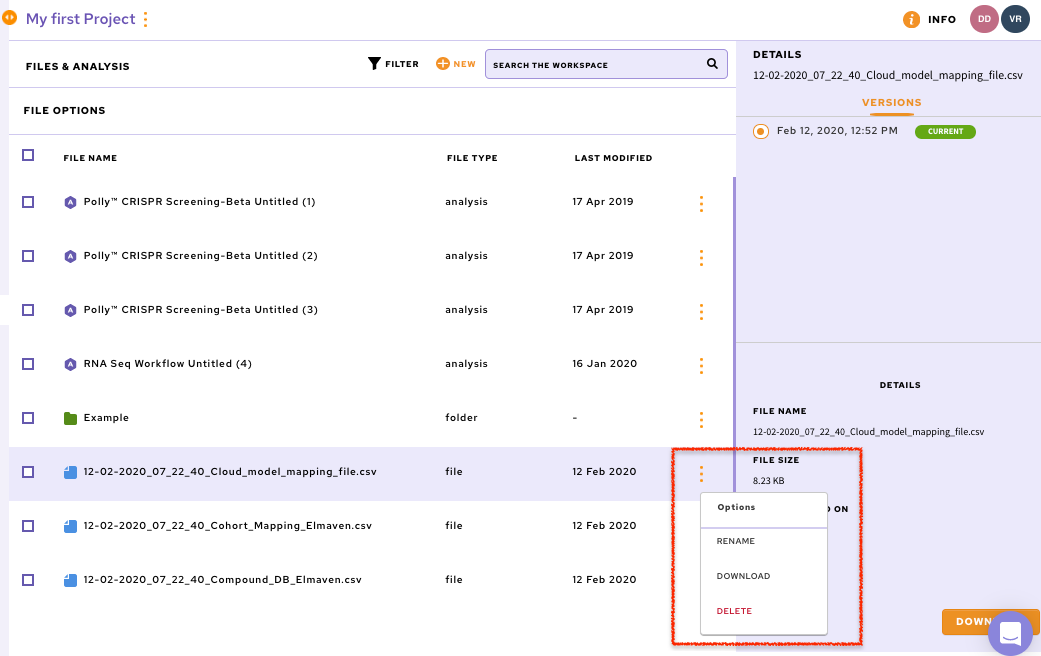 My first Project
INFO
DD
VR
FILES & ANALYSIS
FILTER
NEW
SEARCH THE WORKSPACE
FILE OPTIONS
FILE NAME FILE TYPE LAST MODIFIED
A Polly™ CRISPR Screening-Beta Untitled (1) analysis 17 Apr 2019
A Polly™ CRISPR Screening-Beta Untitled (2) analysis 17 Apr 2019
A Polly™ CRISPR Screening-Beta Untitled (3) analysis 17 Apr 2019
A RNA Seq Workflow Untitled (4) analysis 16 Jan 2020
Example folder -
12-02-2020_07_22_40_Cloud_model_mapping_file.csv file 12 Feb 2020
12-02-2020_07_22_40_Cohort_Mapping_Elmaven.csv file 12 Feb 2020
12-02-2020_07_22_40_Compound_DB_Elmaven.csv file 12 Feb 2020
DETAILS
12-02-2020_07_22_40_Cloud_model_mapping_file.csv
VERSIONS
Feb 12, 2020, 12:52 PM CURRENT
DETAILS
FILE NAME
12-02-2020_07_22_40_Cloud_model_mapping_file.csv
FILE SIZE
8.23 KB
ON
Options
RENAME
DOWNLOAD
DELETE
DOWN